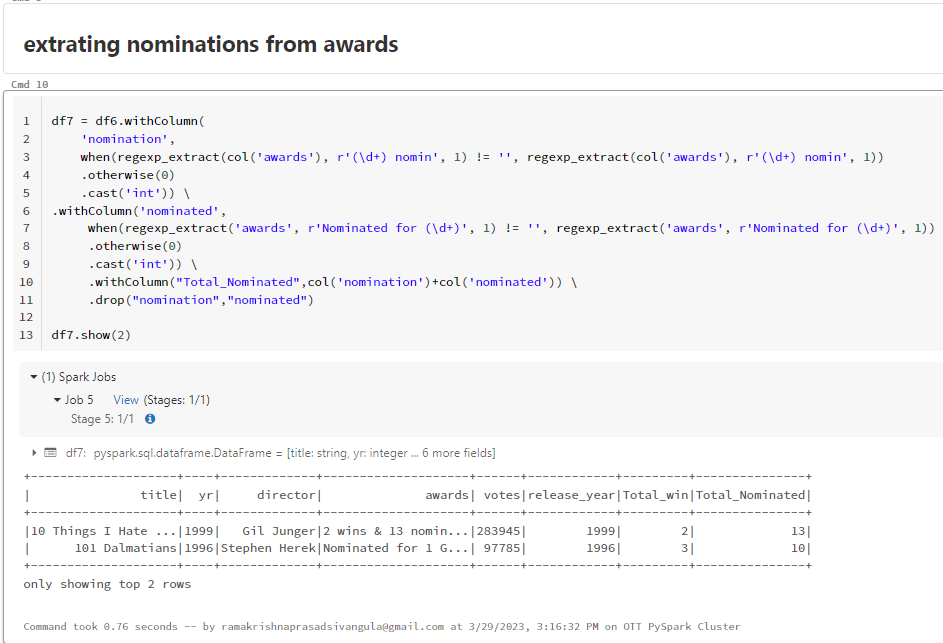 extrating nominations from awards
Cmd 10
1 df7 = df6.withColumn(
2     'nomination',
3     when(regexp_extract(col('awards'), r'(\d+) nomin', 1) != '', regexp_extract(col('awards'), r'(\d+) nomin', 1))
4     .otherwise(0)
5     .cast('int')) \
6 .withColumn('nominated',
7      when(regexp_extract('awards', r'Nominated for (\d+)', 1) != '', regexp_extract('awards', r'Nominated for (\d+)', 1))
8      .otherwise(0)
9      .cast('int')) \
10      .withColumn("Total_Nominated",col('nomination')+col('nominated')) \
11      .drop("nomination","nominated")
12
13 df7.show(2)
(1) Spark Jobs
Job 5 View (Stages: 1/1)
Stage 5: 1/1
df7: pyspark.sql.dataframe.DataFrame = [title: string, yr: integer ... 6 more fields]
+--------------------+----+-------------+--------------------+------+------------+---------+---------------+
|               title|  yr|     director|              awards| votes|release_year|Total_win|Total_Nominated|
+--------------------+----+-------------+--------------------+------+------------+---------+---------------+
|10 Things I Hate ...|1999|   Gil Junger|2 wins & 13 nomin...|283945|        1999|        2|             13|
|      101 Dalmatians|1996|Stephen Herek|Nominated for 1 G...| 97785|        1996|        3|             10|
+--------------------+----+-------------+--------------------+------+------------+---------+---------------+
only showing top 2 rows
Command took 0.76 seconds -- by ramakrishnaprasadsivangula@gmail.com at 3/29/2023, 3:16:32 PM on OTT PySpark Cluster